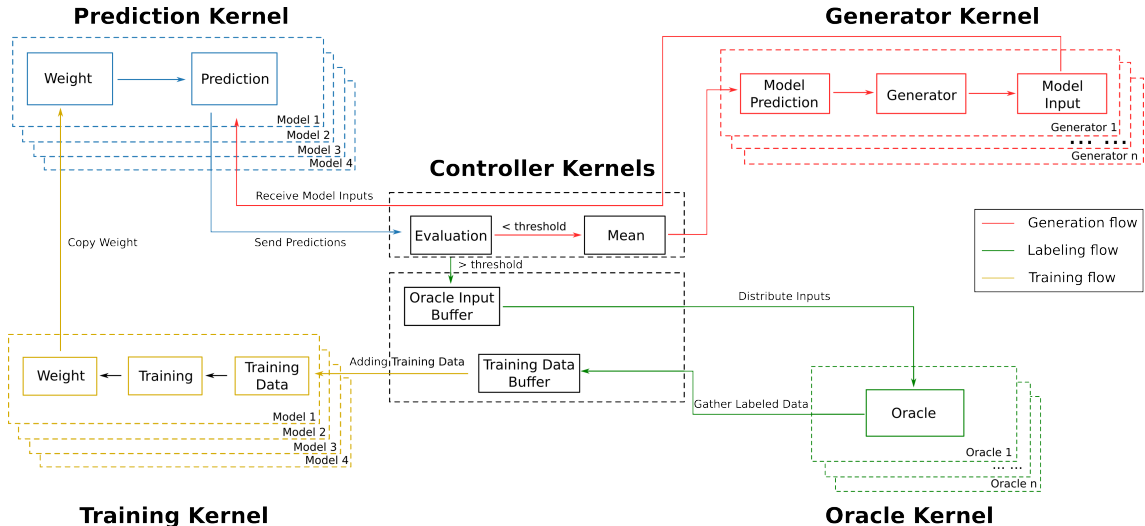 Prediction Kernel
Generator Kernel
Weight
Prediction
Model 1
Model 2
Model 3
Model 4
Model
Prediction
Generator
Model
Input
Generator 1
... ...
Generator n
Controller Kernels
Receive Model Inputs
Send Predictions
Copy Weight
Evaluation
< threshold
Mean
> threshold
Generation flow
Labeling flow
Training flow
Oracle Input
Buffer
Distribute Inputs
Training Data
Buffer
Adding Training Data
Gather Labeled Data
Weight
Training
Training
Data
Model 1
Model 2
Model 3
Model 4
Oracle
Oracle 1
... ...
Oracle n
Training Kernel
Oracle Kernel